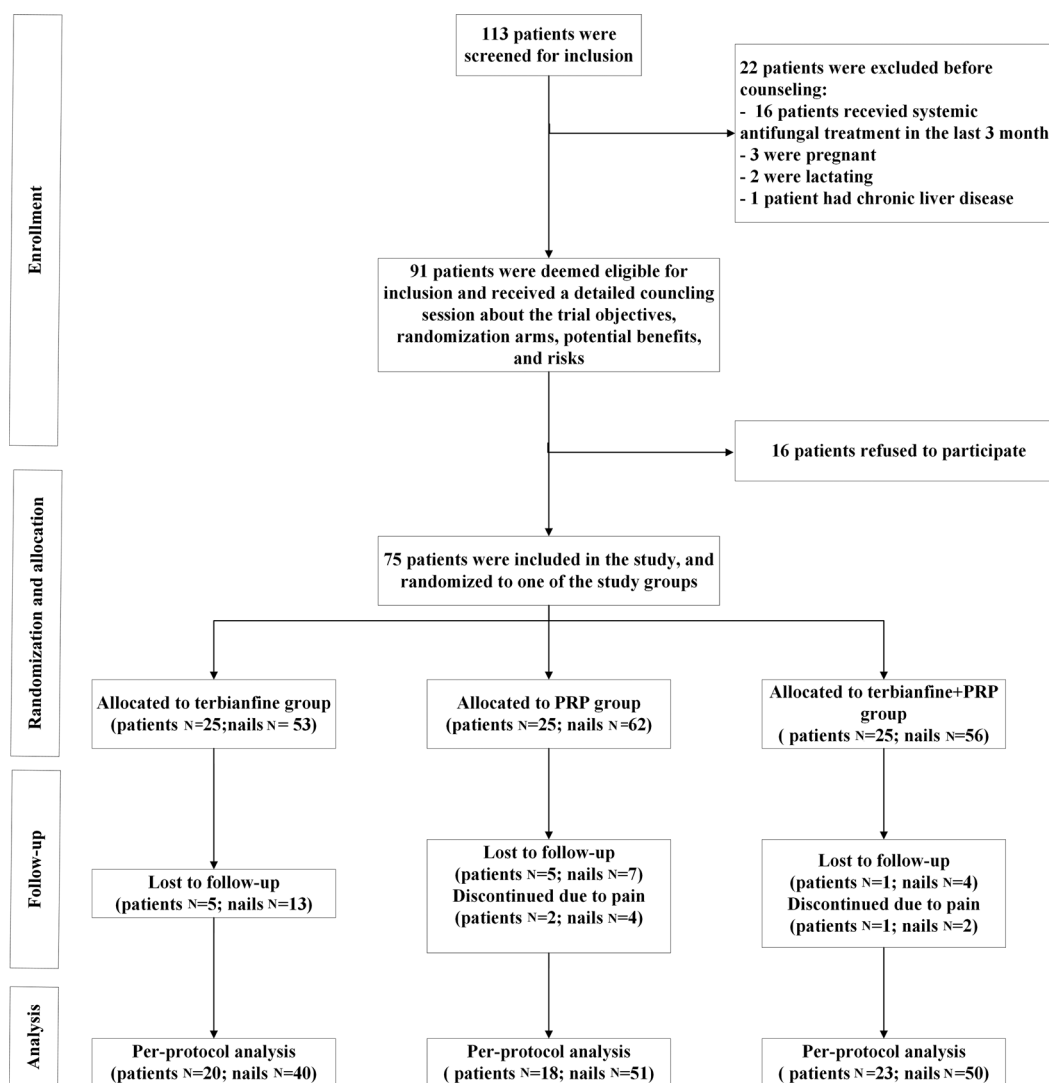 113 patients were
screened for inclusion
22 patients were excluded before
counseling:
- 16 patients recevied systemic
antifungal treatment in the last 3 month
- 3 were pregnant
- 2 were lactating
- 1 patient had chronic liver disease
Enrollment
91 patients were deemed eligible for
inclusion and received a detailed councling
session about the trial objectives,
randomization arms, potential benefits,
and risks
16 patients refused to participate
Randomization and allocation
75 patients were included in the study, and
randomized to one of the study groups
Allocated to terbianfine group
(patients N=25;nails N= 53)
Allocated to PRP group
(patients N=25; nails N=62)
Allocated to terbianfine+PRP
group
( patients N=25; nails N=56)
Follow-up
Lost to follow-up
(patients N=5; nails N=13)
Lost to follow-up
(patients N=5; nails N=7)
Discontinued due to pain
(patients N=2; nails N=4)
Lost to follow-up
(patients N=1; nails N=4)
Discontinued due to pain
(patients N=1; nails N=2)
Analysis
Per-protocol analysis
(patients N=20; nails N=40)
Per-protocol analysis
( patients N=18; nails N=51)
Per-protocol analysis
( patients N=23; nails N=50)